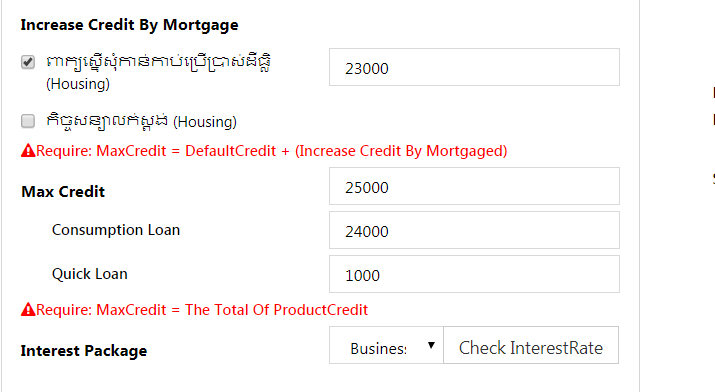 Increase Credit By Mortgage
ពាក្យស្នើសុំកាន់កាប់ប្រើប្រាស់ដីធ្លី
(Housing)
23000
កិច្ចសន្យាលក់ស្តង់ (Housing)
Require: MaxCredit = DefaultCredit + (Increase Credit By Mortgaged)
Max Credit
25000
Consumption Loan
24000
Quick Loan
1000
Require: MaxCredit = The Total Of ProductCredit
Interest Package
Business
Check InterestRate